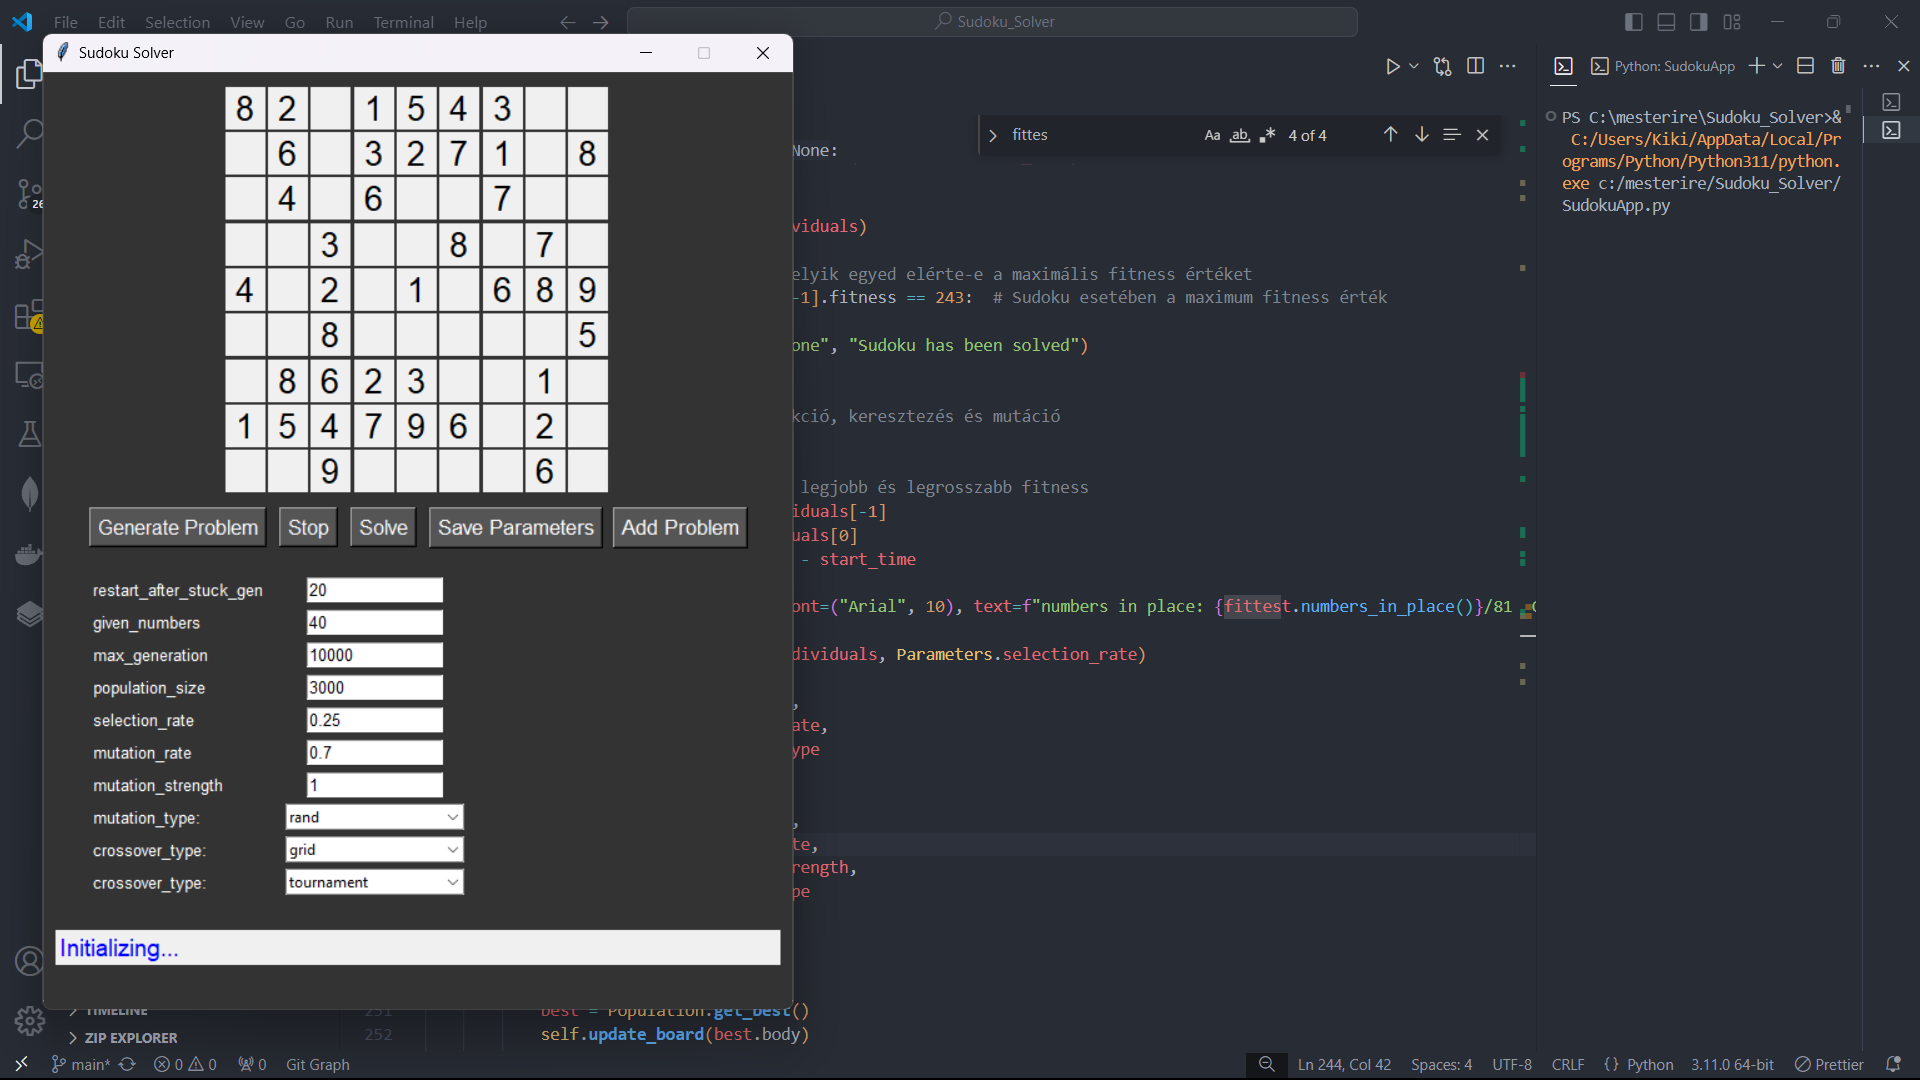 File Edit Selection View Go Run Terminal Help
Sudoku_Solver
Sudoku Solver
8 2 1 5 4 3
6 3 2 7 1 8
4 6 7
3 8 7
4 2 1 6 8 9
8 5
8 6 2 3 1
1 5 4 7 9 6 2
9 6
Generate Problem Stop Solve Save Parameters Add Problem
restart_after_stuck_gen 20
given_numbers 40
max_generation 10000
population_size 3000
selection_rate 0.25
mutation_rate 0.7
mutation_strength 1
mutation_type: rand
crossover_type: grid
crossover_type: tournament
Initializing...
26
fittes
Aa ab 4 of 4
None:
viduals)
elyik egyed elérte-e a maximális fitness értéket
-1].fitness == 243: # Sudoku esetében a maximum fitness érték
one", "Sudoku has been solved")
kció, keresztezés és mutáció
legjobb és legrosszabb fitness
iduals[-1]
uals[0]
- start_time
ont=("Arial", 10), text=f"numbers in place: {fittest.numbers_in_place()}/81
dividuals, Parameters.selection_rate)
,
ate,
ype
,
te,
rength,
pe
251 best = Population.get_best()
252 self.update_board(best.body)
TIMELINE
ZIP EXPLORER
Python: SudokuApp
PS C:\mesterire\Sudoku_Solver>&
C:/Users/Kiki/AppData/Local/Pr
ograms/Python/Python311/python.
exe c:/mesterire/Sudoku_Solver/
SudokuApp.py
main* 0 0 0 Git Graph
Ln 244, Col 42 Spaces: 4 UTF-8 CRLF {} Python 3.11.0 64-bit Prettier